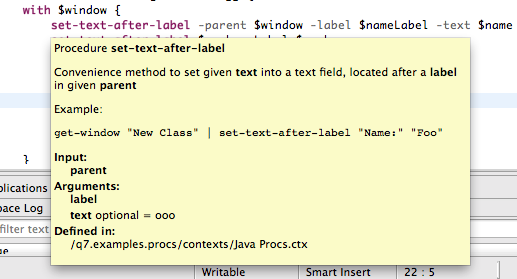 with $window {
set-text-after-label -parent $window -label $nameLabel -text $name
Procedure set-text-after-label
Convenience method to set given text into a text field, located after a label
in given parent
Example:
get-window "New Class" | set-text-after-label "Name:" "Foo"
Input:
parent
Arguments:
label
text optional = ooo
Defined in:
/q7.examples.procs/contexts/Java Procs.ctx
}
plications
pace Log
filter text
Writable Smart Insert 22 : 5